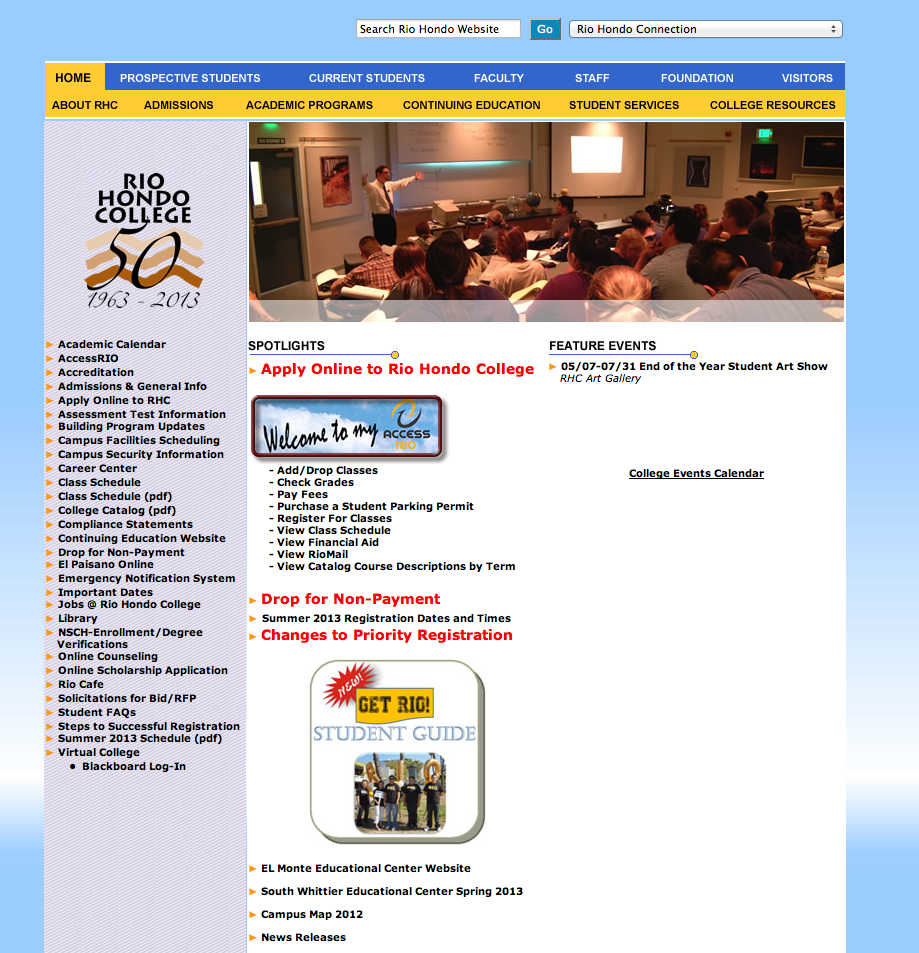 Search Rio Hondo Website
Go
Rio Hondo Connection
HOME
PROSPECTIVE STUDENTS
CURRENT STUDENTS
FACULTY
STAFF
FOUNDATION
VISITORS
ABOUT RHC
ADMISSIONS
ACADEMIC PROGRAMS
CONTINUING EDUCATION
STUDENT SERVICES
COLLEGE RESOURCES
RIO
HONDO
COLLEGE
50
1963 - 2013
Academic Calendar
AccessRIO
Accreditation
Admissions & General Info
Apply Online to RHC
Assessment Test Information
Building Program Updates
Campus Facilities Scheduling
Campus Security Information
Career Center
Class Schedule
Class Schedule (pdf)
College Catalog (pdf)
Compliance Statements
Continuing Education Website
Drop for Non-Payment
El Paisano Online
Emergency Notification System
Important Dates
Jobs @ Rio Hondo College
Library
NSCH-Enrollment/Degree
Verifications
Online Counseling
Online Scholarship Application
Rio Cafe
Solicitations for Bid/RFP
Student FAQs
Steps to Successful Registration
Summer 2013 Schedule (pdf)
Virtual College
• Blackboard Log-In
SPOTLIGHTS
Apply Online to Rio Hondo College
Welcome to my ACCESS
RIO
- Add/Drop Classes
- Check Grades
- Pay Fees
- Purchase a Student Parking Permit
- Register For Classes
- View Class Schedule
- View Financial Aid
- View RioMail
- View Catalog Course Descriptions by Term
Drop for Non-Payment
Summer 2013 Registration Dates and Times
Changes to Priority Registration
NEW!
GET RIO!
STUDENT GUIDE
RIO
EL Monte Educational Center Website
South Whittier Educational Center Spring 2013
Campus Map 2012
News Releases
FEATURE EVENTS
05/07-07/31 End of the Year Student Art Show
RHC Art Gallery
College Events Calendar